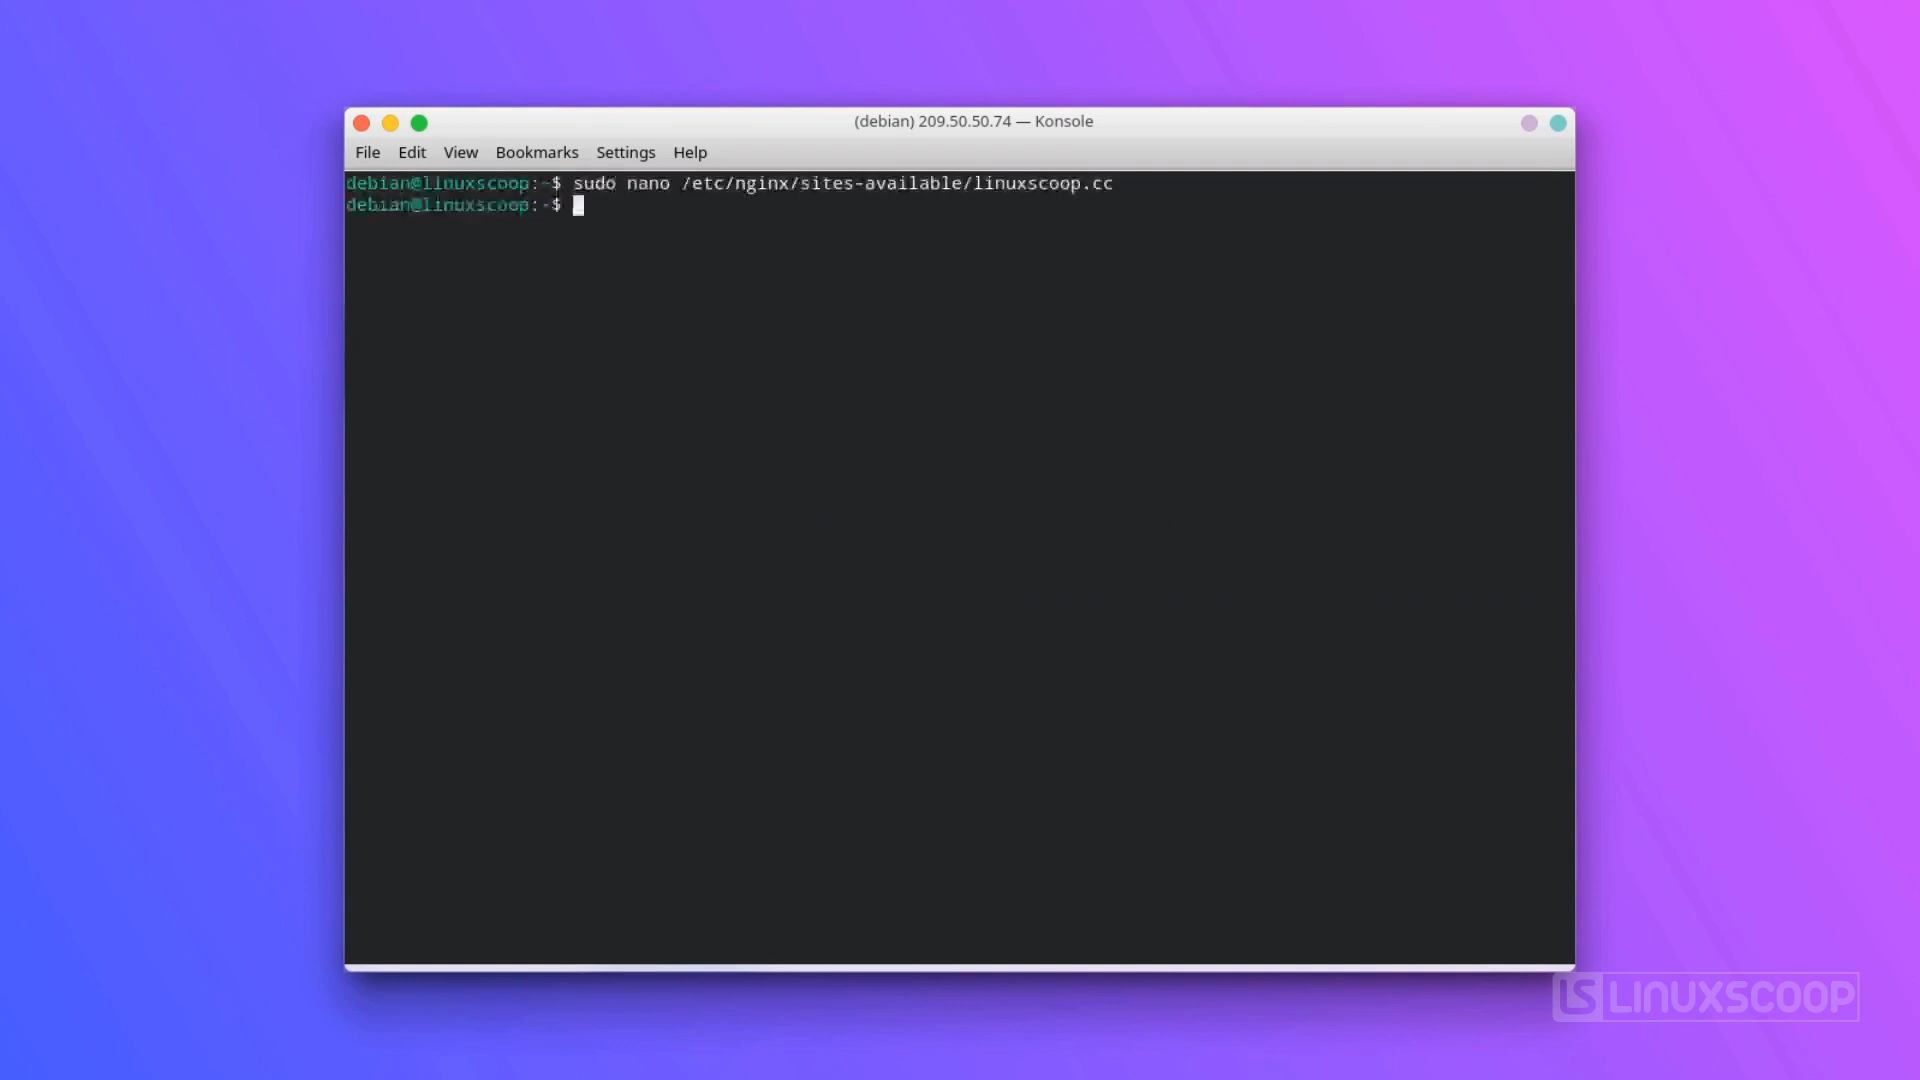 (debian) 209.50.50.74 — Konsole
File Edit View Bookmarks Settings Help
debian@linuxscoop:~$ sudo nano /etc/nginx/sites-available/linuxscoop.cc
debian@linuxscoop:~$
LS LINUXSCOOP